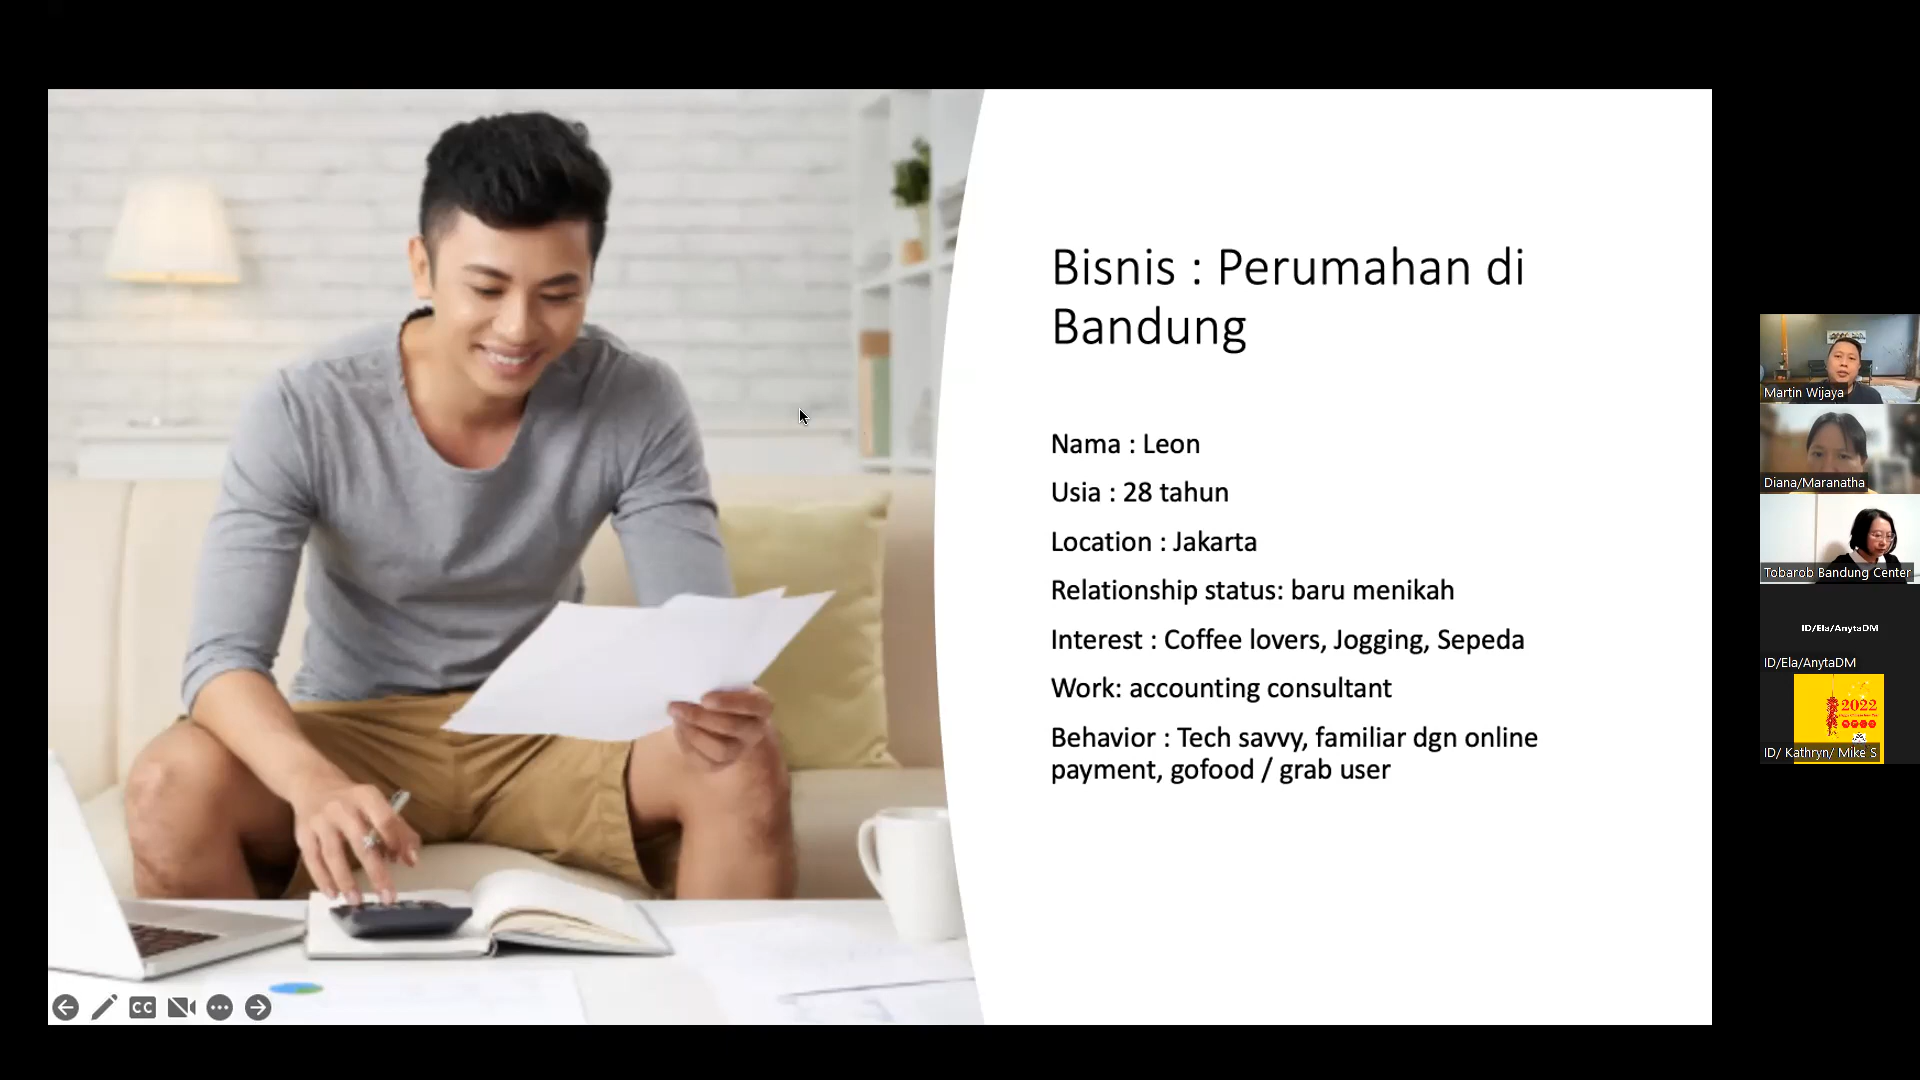 Bisnis : Perumahan di
Bandung
Nama : Leon
Usia : 28 tahun
Location : Jakarta
Relationship status: baru menikah
Interest : Coffee lovers, Jogging, Sepeda
Work: accounting consultant
Behavior : Tech savvy, familiar dgn online
payment, gofood / grab user
CC
Martin Wijaya
Diana/Maranatha
Tobarob Bandung Center
ID/Ela/AnytaDM
ID/Ela/AnytaDM
2022
ID/ Kathryn/ Mike S